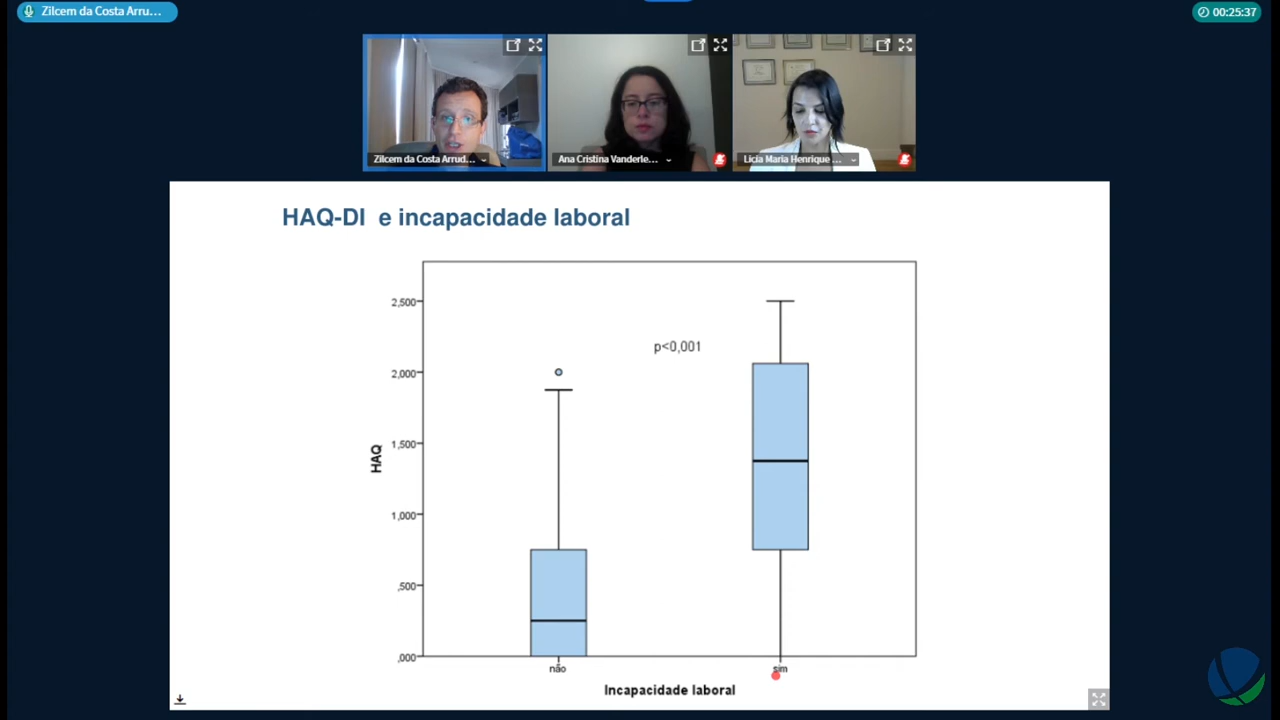 Zilcem da Costa Arru...
00:25:37
Zilcem da Costa Arrud...
Ana Cristina Vanderle...
Licia Maria Henrique ...
HAQ-DI e incapacidade laboral
2,500
p<0,001
2,000
1,500
HAQ
1,000
,500
,000
não
sim
Incapacidade laboral